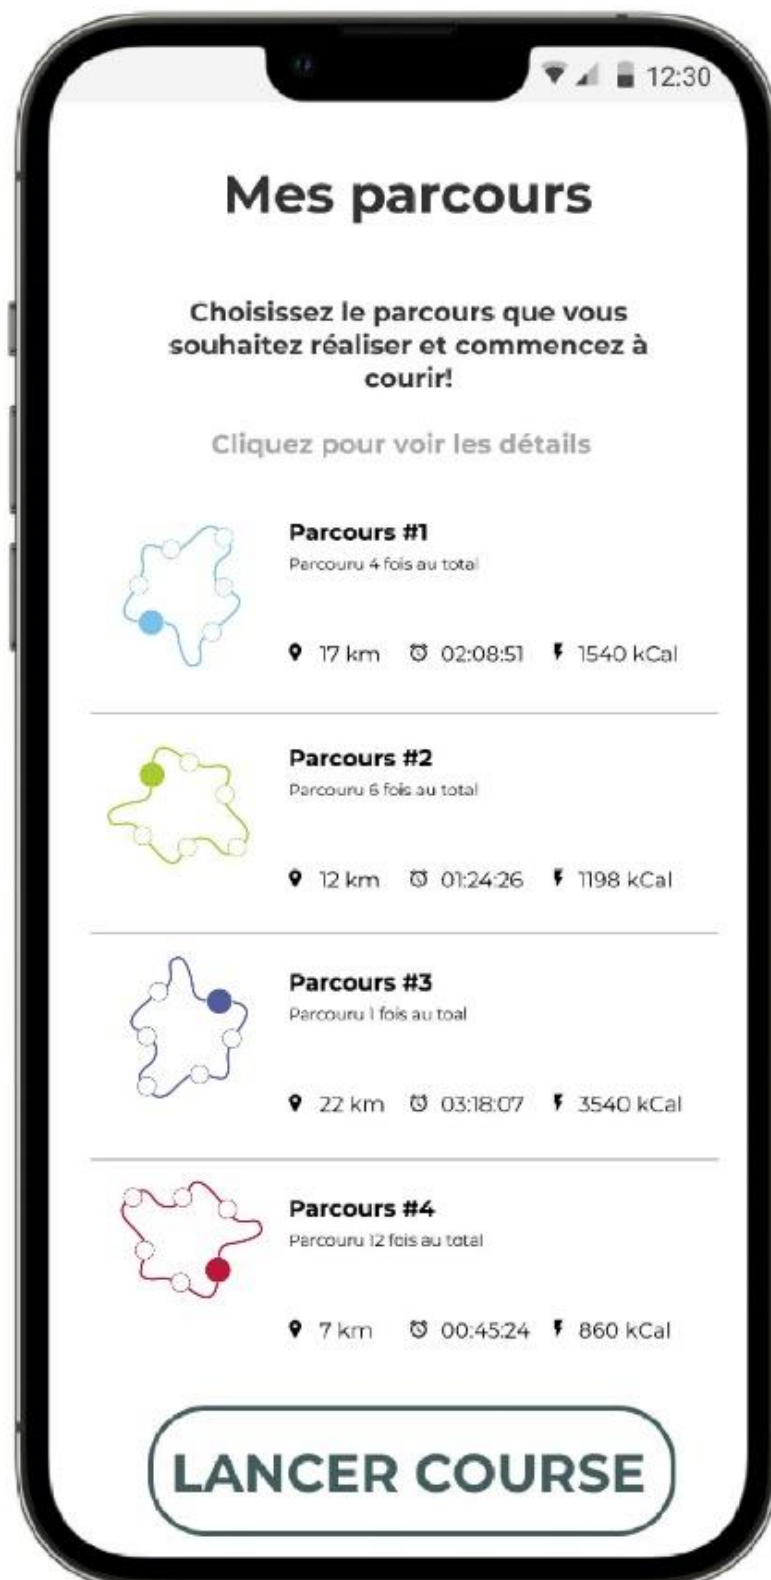 12:30
Mes parcours
Choisissez le parcours que vous
souhaitez réaliser et commencez à
courir!
Cliquez pour voir les détails
Parcours #1
Parcouru 4 fois au total
17 km 02:08:51 1540 kCal
Parcours #2
Parcouru 6 fois au total
12 km 01:24:26 1198 kCal
Parcours #3
Parcouru 1 fois au toal
22 km 03:18:07 3540 kCal
Parcours #4
Parcouru 12 fois au total
7 km 00:45:24 860 kCal
LANCER COURSE